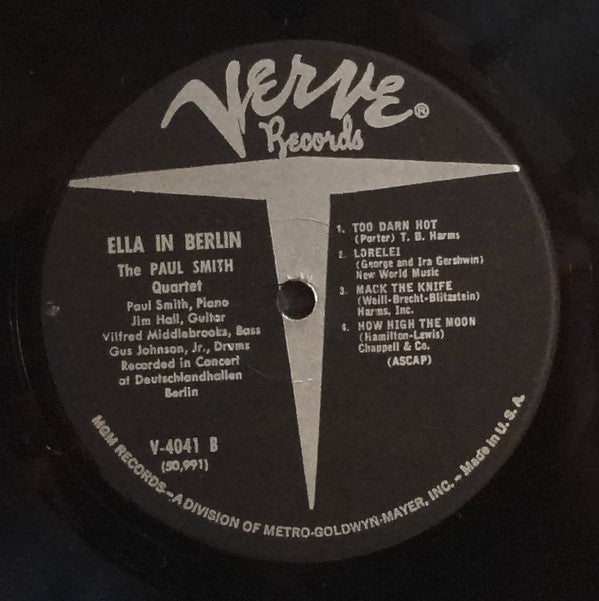 VERVE®
Records
ELLA IN BERLIN
The PAUL SMITH
Quartet
Paul Smith, Piano
Jim Hall, Guitar
Vilfred Middlebrooks, Bass
Gus Johnson, Jr., Drums
Recorded in Concert
at Deutschlandhallen
Berlin
V-4041 B
(50,991)
1. TOO DARN HOT
(Porter) T. B. Harms
2. LORELEI
(George and Ira Gershwin)
New World Music
3. MACK THE KNIFE
(Weill-Brecht-Blitzstein)
Harms, Inc.
4. HOW HIGH THE MOON
(Hamilton-Lewis)
Chappell & Co.
(ASCAP)
MGM RECORDS—A DIVISION OF METRO-GOLDWYN-MAYER, INC. — Made in U. S. A.